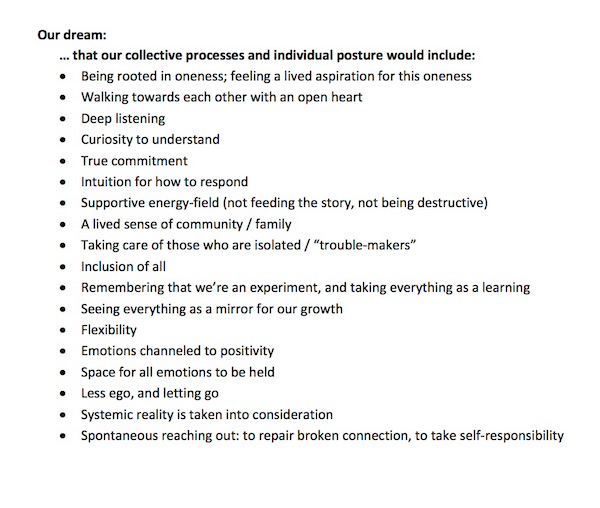 Our dream:
… that our collective processes and individual posture would include:
• Being rooted in oneness; feeling a lived aspiration for this oneness
• Walking towards each other with an open heart
• Deep listening
• Curiosity to understand
• True commitment
• Intuition for how to respond
• Supportive energy-field (not feeding the story, not being destructive)
• A lived sense of community / family
• Taking care of those who are isolated / “trouble-makers”
• Inclusion of all
• Remembering that we’re an experiment, and taking everything as a learning
• Seeing everything as a mirror for our growth
• Flexibility
• Emotions channeled to positivity
• Space for all emotions to be held
• Less ego, and letting go
• Systemic reality is taken into consideration
• Spontaneous reaching out: to repair broken connection, to take self-responsibility